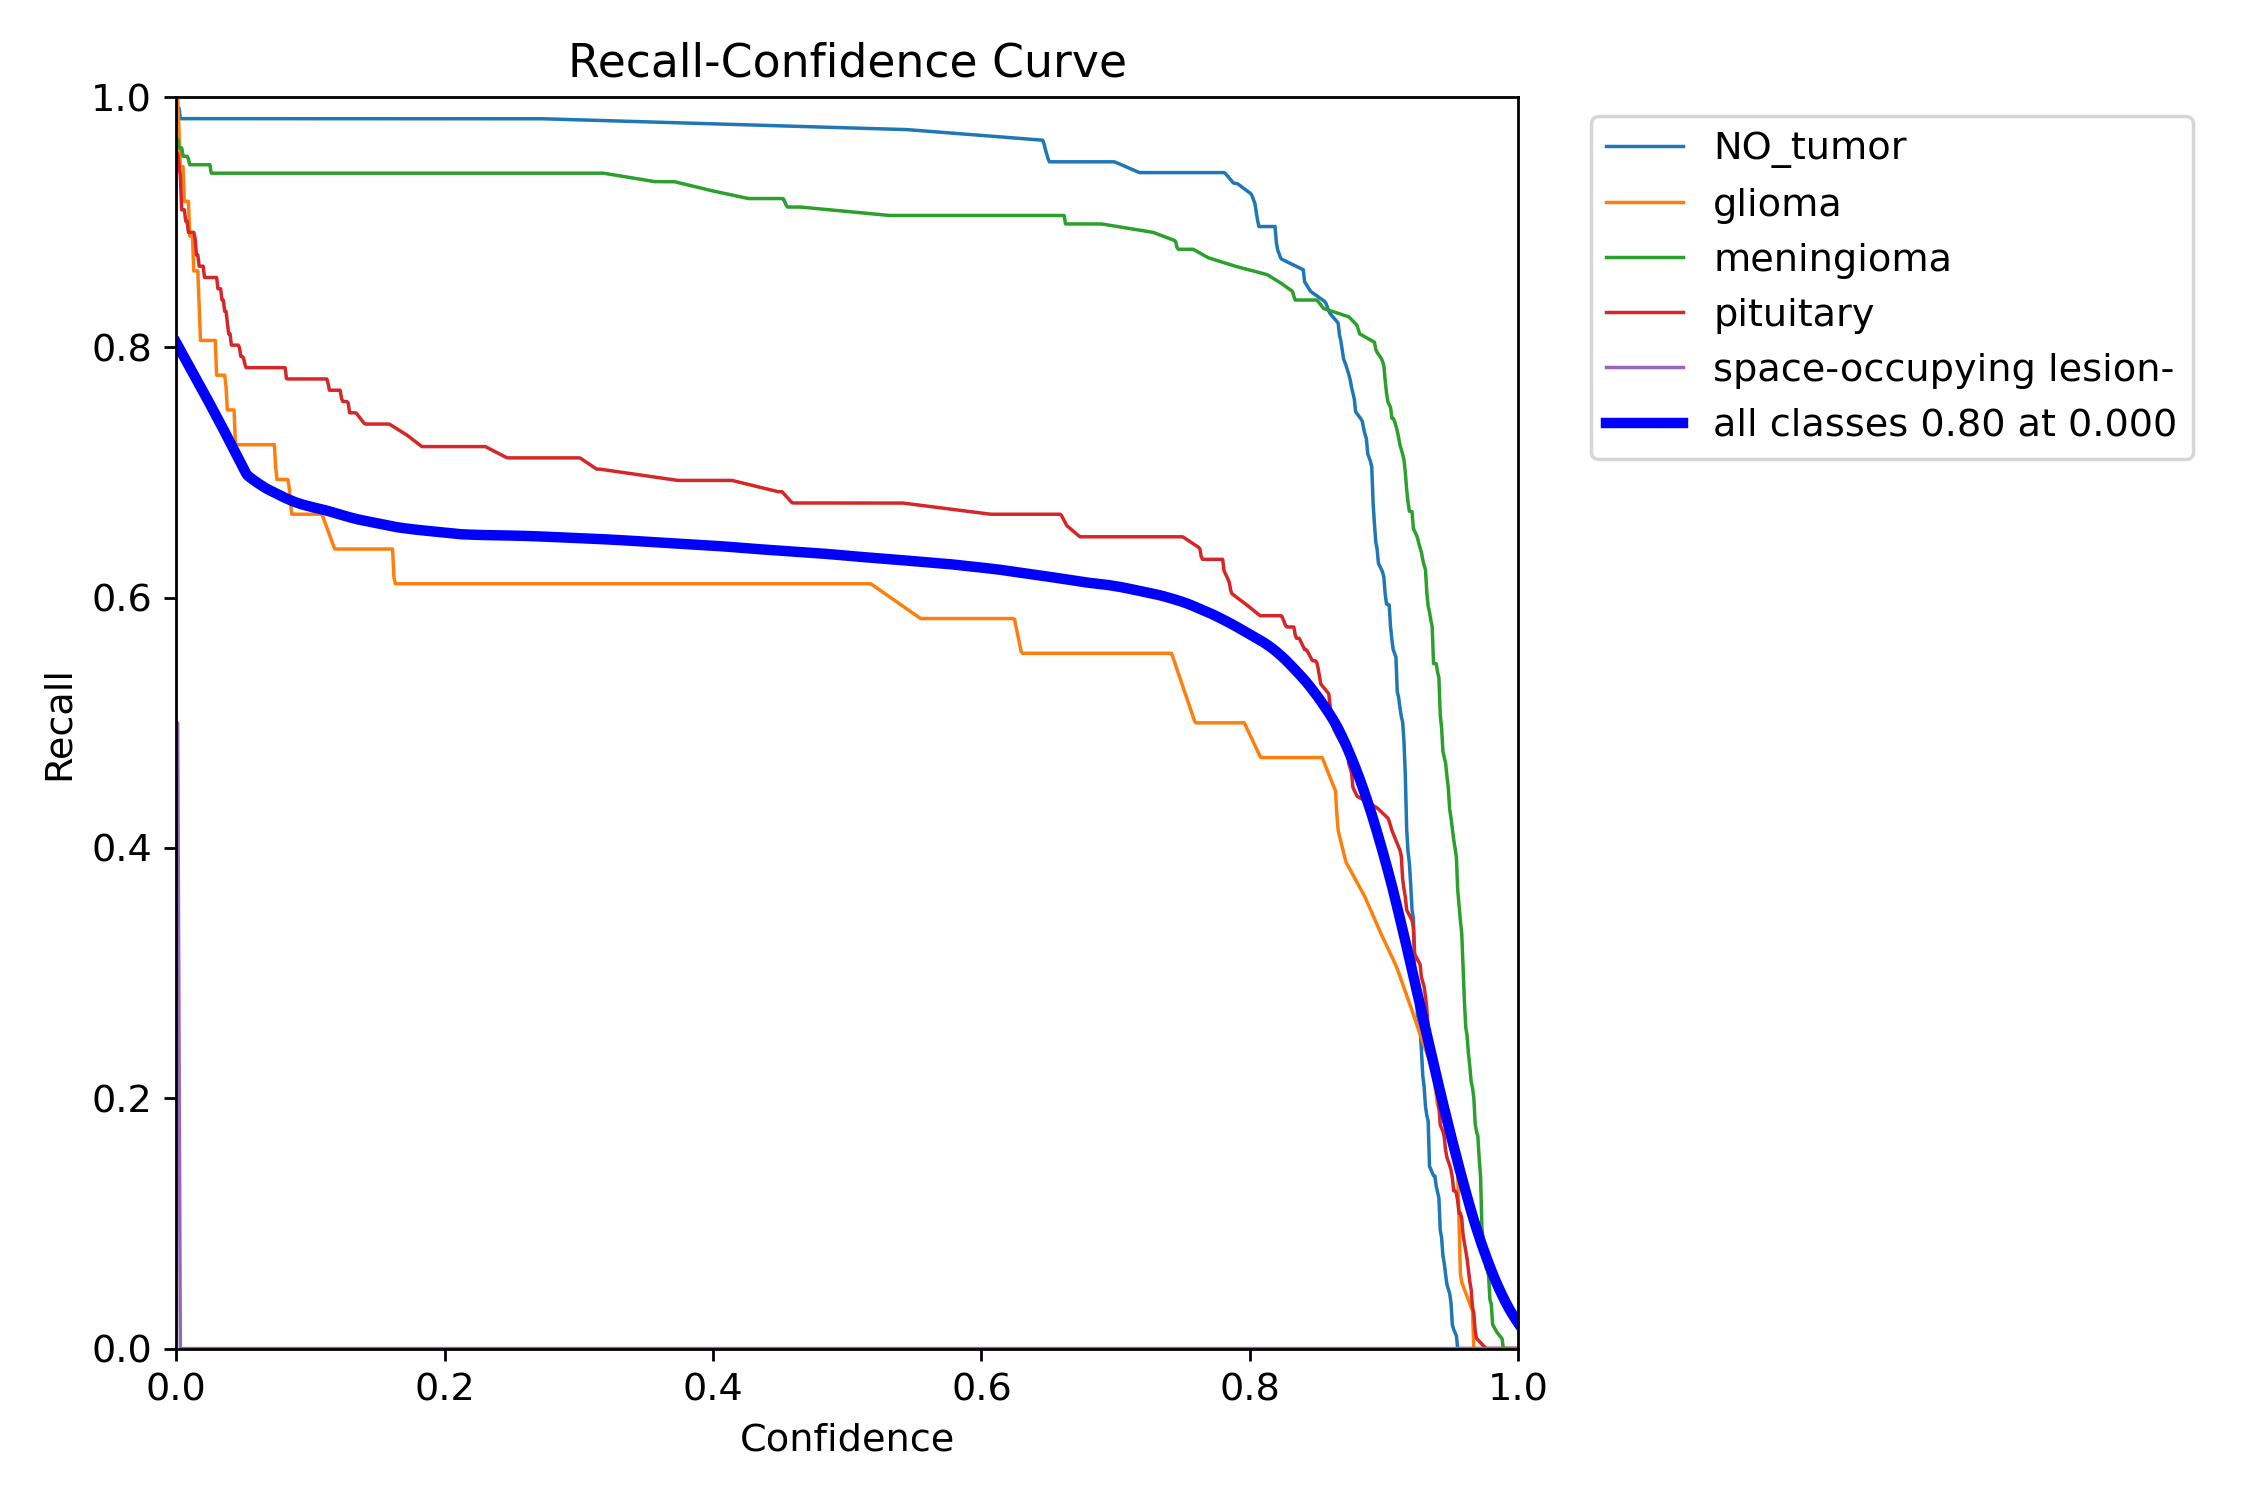 Recall-Confidence Curve
1.0
0.8
0.6
0.4
0.2
0.0
Recall
0.0 0.2 0.4 0.6 0.8 1.0
Confidence
NO_tumor
glioma
meningioma
pituitary
space-occupying lesion-
all classes 0.80 at 0.000